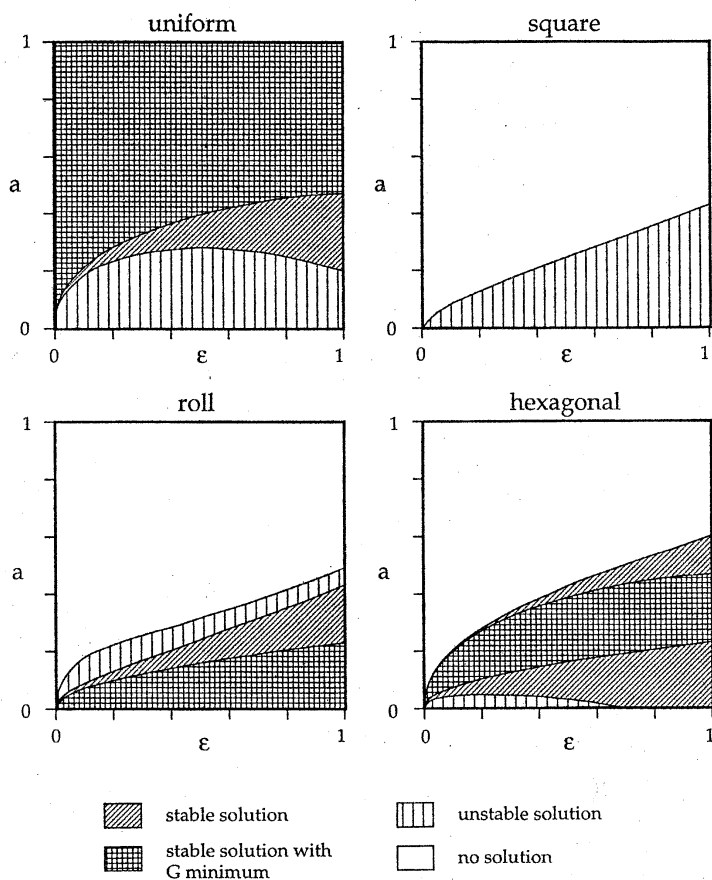 uniform
square
1
a
0
0
ε
1
1
a
0
0
ε
1
roll
hexagonal
1
a
0
0
ε
1
1
a
0
0
ε
1
stable solution
unstable solution
stable solution with
G minimum
no solution